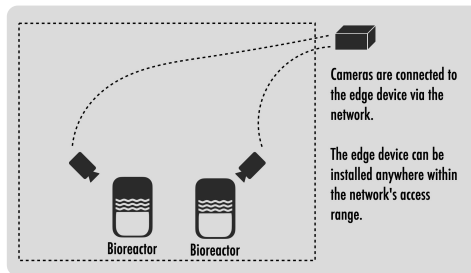 Cameras are connected to
the edge device via the
network.
The edge device can be
installed anywhere within
the network's access
range.
Bioreactor Bioreactor